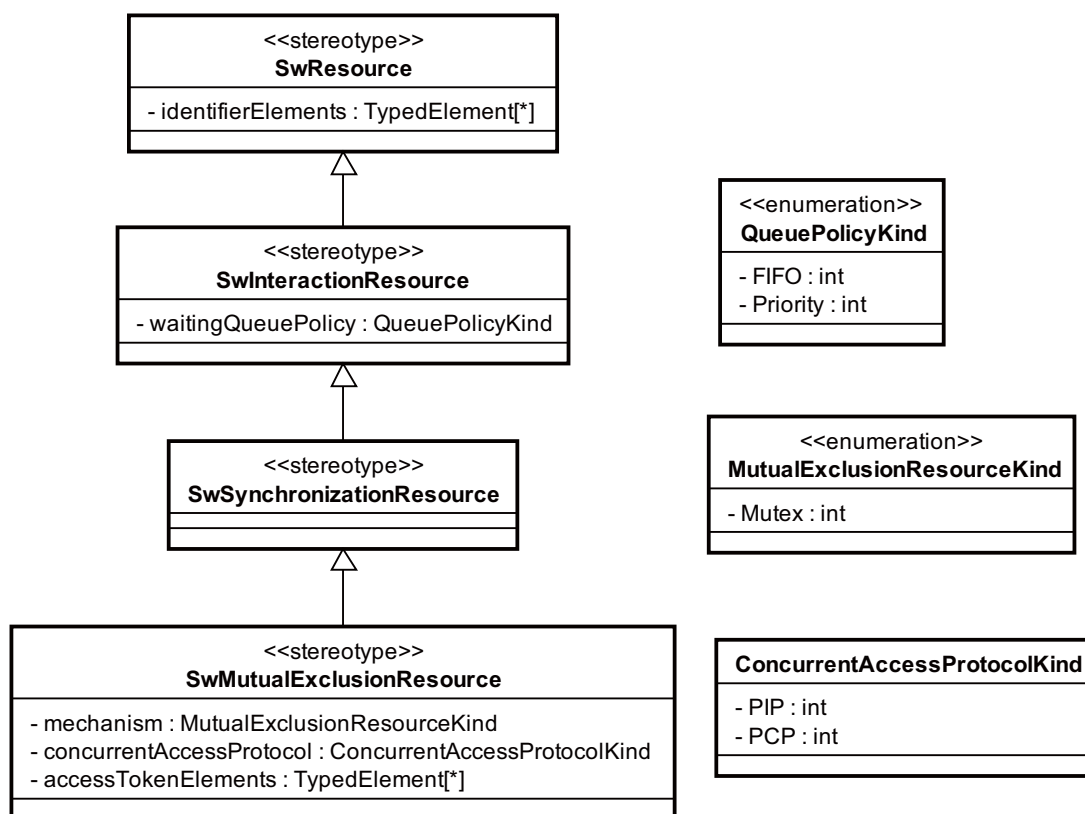 <<stereotype>>
SwResource
- identifierElements : TypedElement[*]
<<stereotype>>
SwInteractionResource
- waitingQueuePolicy : QueuePolicyKind
<<enumeration>>
QueuePolicyKind
- FIFO : int
- Priority : int
<<stereotype>>
SwSynchronizationResource
<<enumeration>>
MutualExclusionResourceKind
- Mutex : int
<<stereotype>>
SwMutualExclusionResource
- mechanism : MutualExclusionResourceKind
- concurrentAccessProtocol : ConcurrentAccessProtocolKind
- accessTokenElements : TypedElement[*]
ConcurrentAccessProtocolKind
- PIP : int
- PCP : int